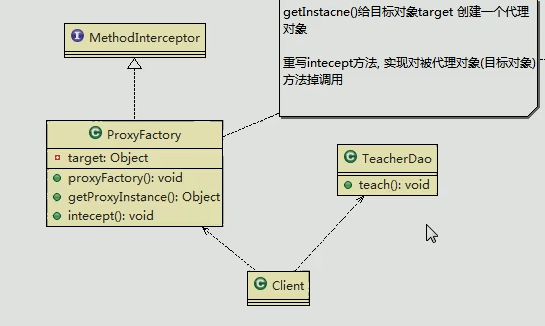 getInstacne()给目标对象target 创建一个代理
对象
重写intecept方法, 实现对被代理对象(目标对象)
方法掉调用
I MethodInterceptor
C ProxyFactory
target: Object
proxyFactory(): void
getProxyInstance(): Object
intecept(): void
C TeacherDao
teach(): void
C Client